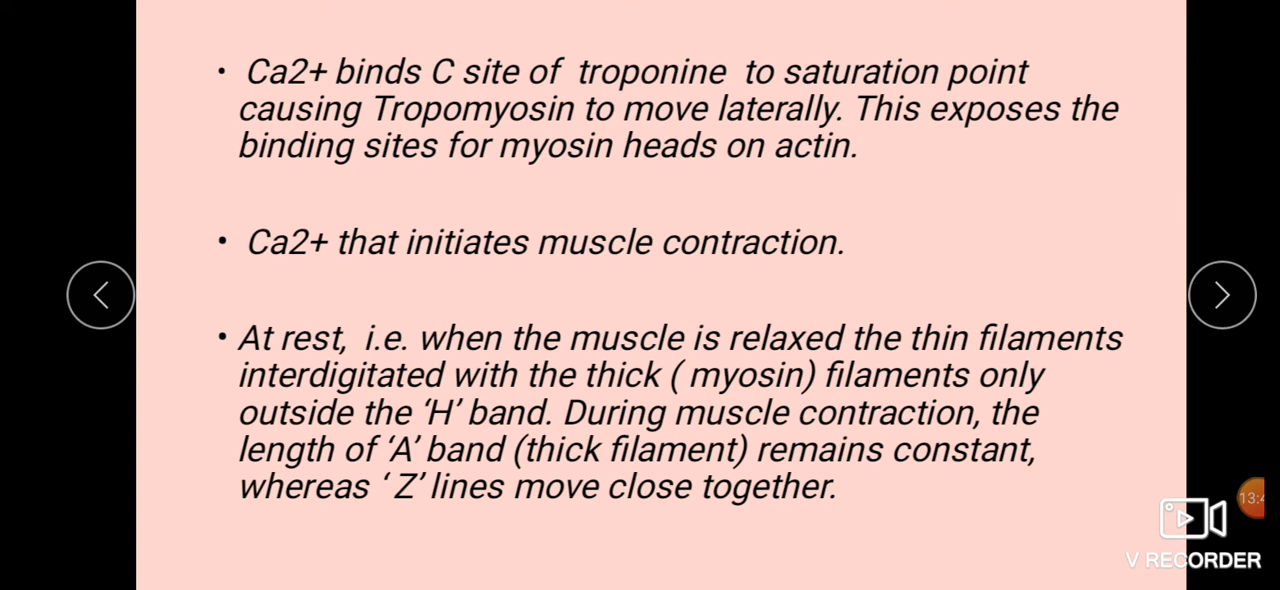 • Ca2+ binds C site of troponine to saturation point
causing Tropomyosin to move laterally. This exposes the
binding sites for myosin heads on actin.
• Ca2+ that initiates muscle contraction.
• At rest, i.e. when the muscle is relaxed the thin filaments
interdigitated with the thick ( myosin) filaments only
outside the ‘H’ band. During muscle contraction, the
length of ‘A’ band (thick filament) remains constant,
whereas ‘ Z’ lines move close together.
V RECORDER